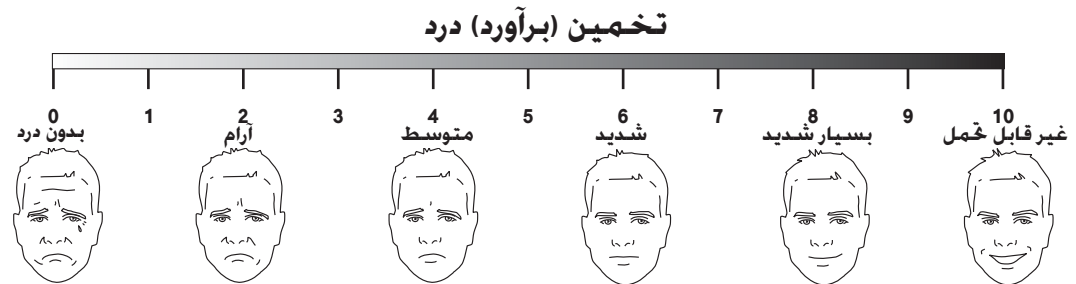 تخمین (برآورد) درد
0 1 2 3 4 5 6 7 8 9 10
بدون درد آرام متوسط شدید بسیار شدید غیر قابل تحمل